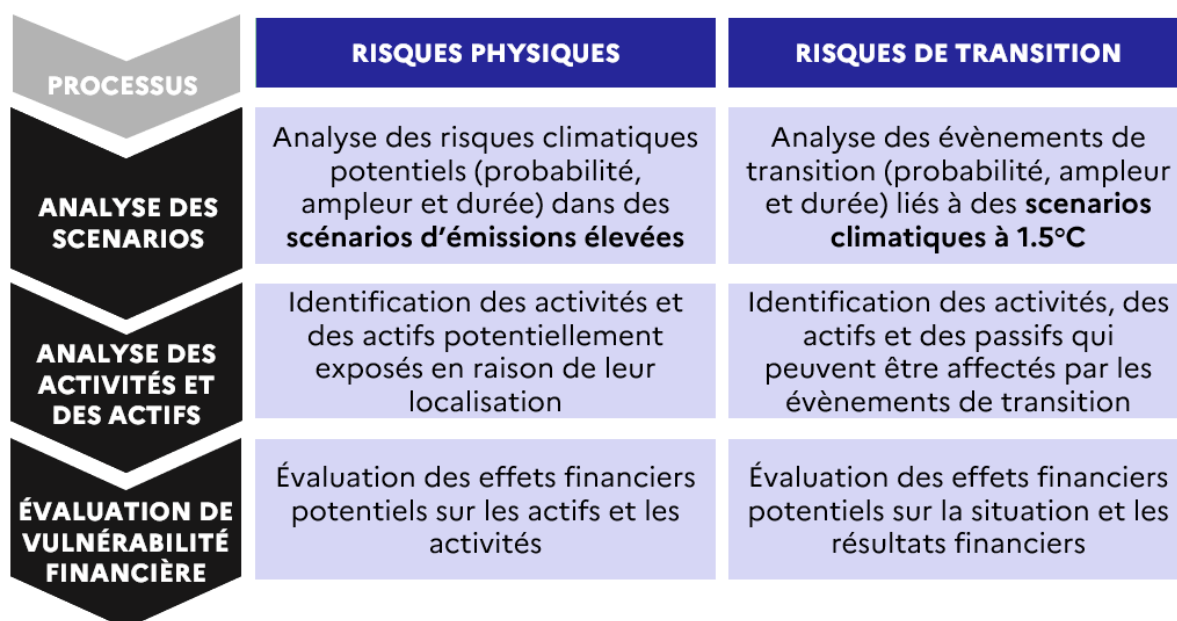 PROCESSUS
RISQUES PHYSIQUES
RISQUES DE TRANSITION
ANALYSE DES
SCENARIOS
Analyse des risques climatiques
potentiels (probabilité,
ampleur et durée) dans des
scénarios d'émissions élevées
Analyse des évènements de
transition (probabilité, ampleur
et durée) liés à des scenarios
climatiques à 1.5°C
ANALYSE DES
ACTIVITÉS ET
DES ACTIFS
Identification des activités et
des actifs potentiellement
exposés en raison de leur
localisation
Identification des activités, des
actifs et des passifs qui
peuvent être affectés par les
évènements de transition
ÉVALUATION DE
VULNÉRABILITÉ
FINANCIÈRE
Évaluation des effets financiers
potentiels sur les actifs et les
activités
Évaluation des effets financiers
potentiels sur la situation et les
résultats financiers